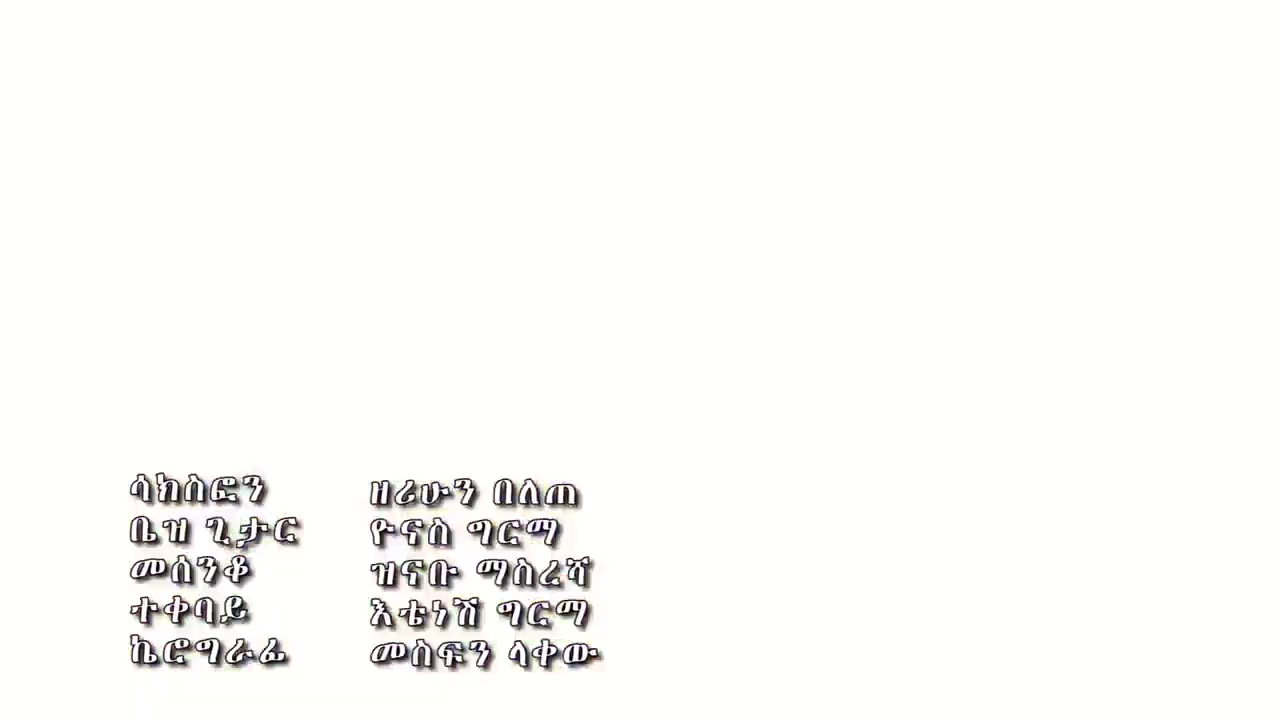 ሳክስፎን ዘሪሁን በለጠ
ቤዝ ጊታር ዮናስ ግርማ
መሰንቆ ዝናቡ ማስረሻ
ተቀባይ እቴነሽ ግርማ
ኬሮግራፊ መስፍን ላቀው